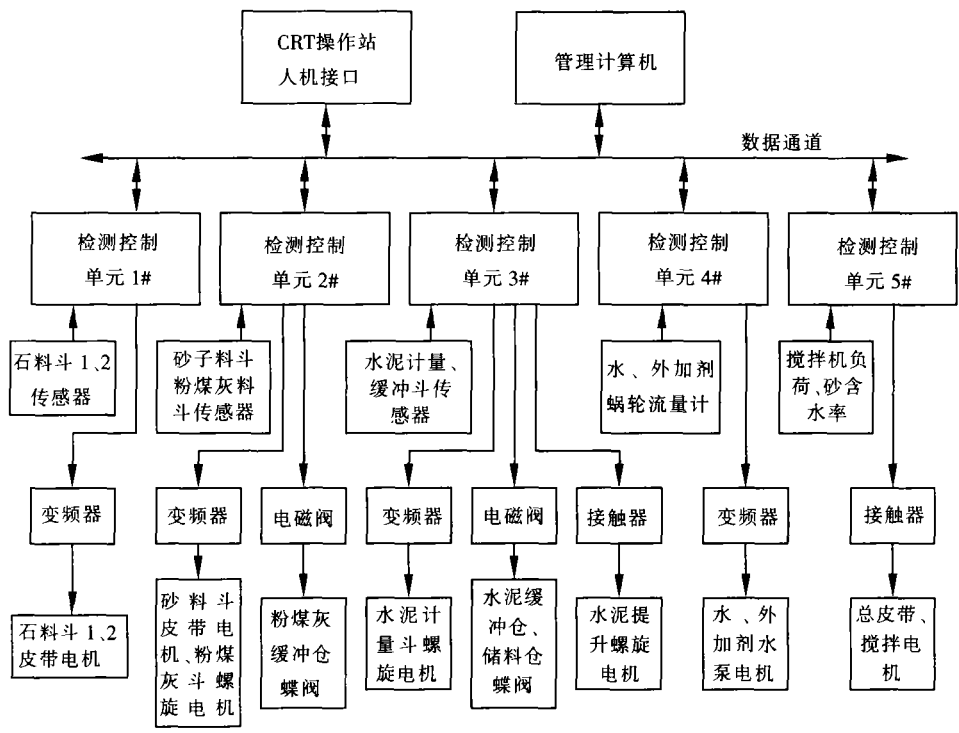 CRT操作站
人机接口
管理计算机
数据通道
检测控制
单元1#
检测控制
单元2#
检测控制
单元3#
检测控制
单元4#
检测控制
单元5#
石料斗1、2
传感器
砂子料斗
粉煤灰料
斗传感器
水泥计量、
缓冲斗传
感器
水、外加剂
蜗轮流量计
搅拌机负
荷、砂含
水率
变频器
变频器
电磁阀
变频器
电磁阀
接触器
变频器
接触器
石料斗1、2
皮带电机
砂料斗
皮带电
机、粉煤
灰斗螺
旋电机
粉煤灰
缓冲仓
蝶阀
水泥计
量斗螺
旋电机
水泥缓
冲仓、
储料仓
蝶阀
水泥提
升螺旋
电机
水、外
加剂水
泵电机
总皮带、
搅拌电
机